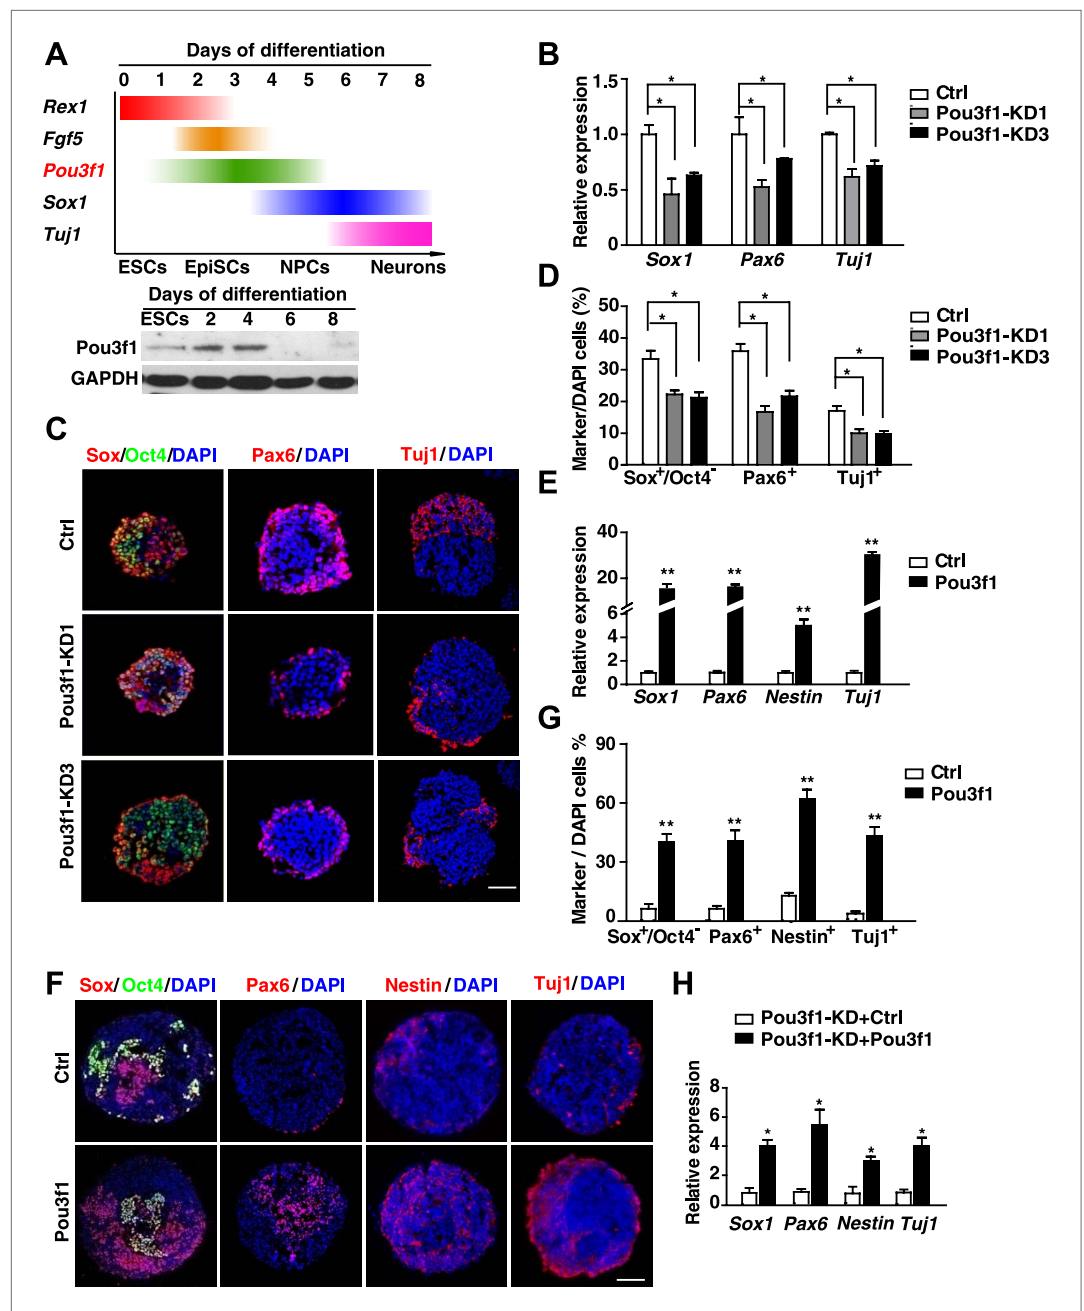 A
Days of differentiation
0 1 2 3 4 5 6 7 8
Rex1
Fgf5
Pou3f1
Sox1
Tuj1
ESCs EpiSCs NPCs Neurons
Days of differentiation
ESCs 2 4 6 8
Pou3f1
GAPDH
B
Relative expression
1.5
1.0
0.5
0
* * * * * *
Sox1 Pax6 Tuj1
Ctrl
Pou3f1-KD1
Pou3f1-KD3
C
Sox/Oct4/DAPI Pax6/DAPI Tuj1/DAPI
Ctrl
Pou3f1-KD1
Pou3f1-KD3
D
Marker/DAPI cells (%)
50
40
30
20
10
0
* * * * * *
Sox+/Oct4- Pax6+ Tuj1+
Ctrl
Pou3f1-KD1
Pou3f1-KD3
E
Relative expression
40
20
6
4
2
0
** ** ** **
Sox1 Pax6 Nestin Tuj1
Ctrl
Pou3f1
G
Marker / DAPI cells %
90
60
30
0
** ** ** **
Sox+/Oct4- Pax6+ Nestin+ Tuj1+
Ctrl
Pou3f1
F
Sox/Oct4/DAPI Pax6/DAPI Nestin/DAPI Tuj1/DAPI
Ctrl
Pou3f1
H
Pou3f1-KD+Ctrl
Pou3f1-KD+Pou3f1
Relative expression
8
6
4
2
0
* * * *
Sox1 Pax6 Nestin Tuj1